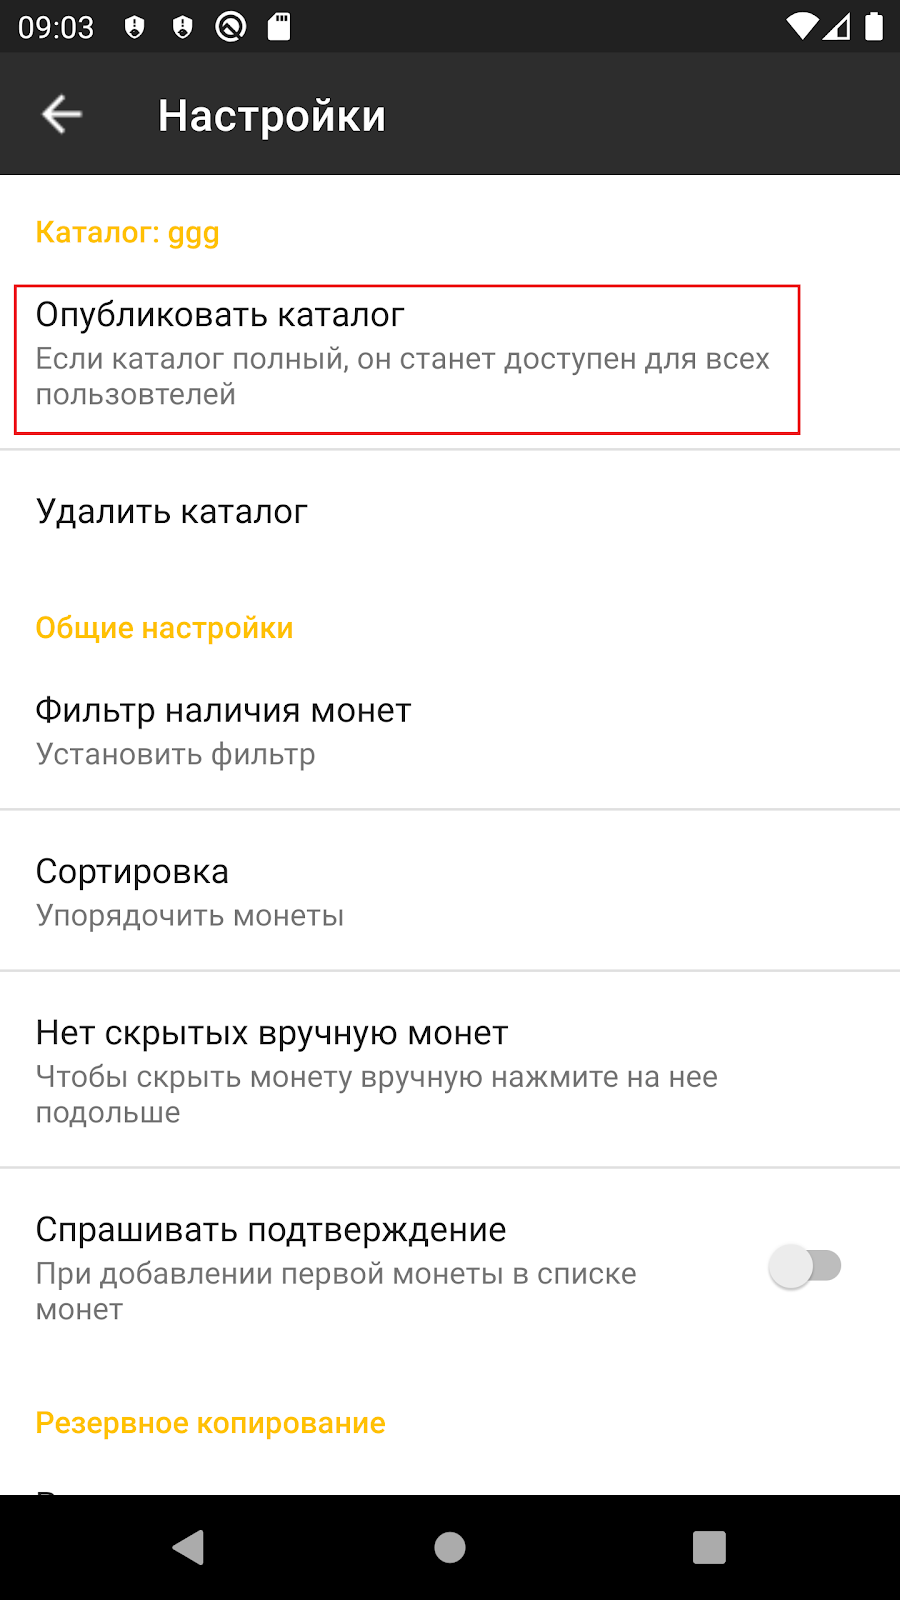 09:03
Настройки
Каталог: ggg
Опубликовать каталог
Если каталог полный, он станет доступен для всех
пользовтелей
Удалить каталог
Общие настройки
Фильтр наличия монет
Установить фильтр
Сортировка
Упорядочить монеты
Нет скрытых вручную монет
Чтобы скрыть монету вручную нажмите на нее
подольше
Спрашивать подтверждение
При добавлении первой монеты в списке
монет
Резервное копирование